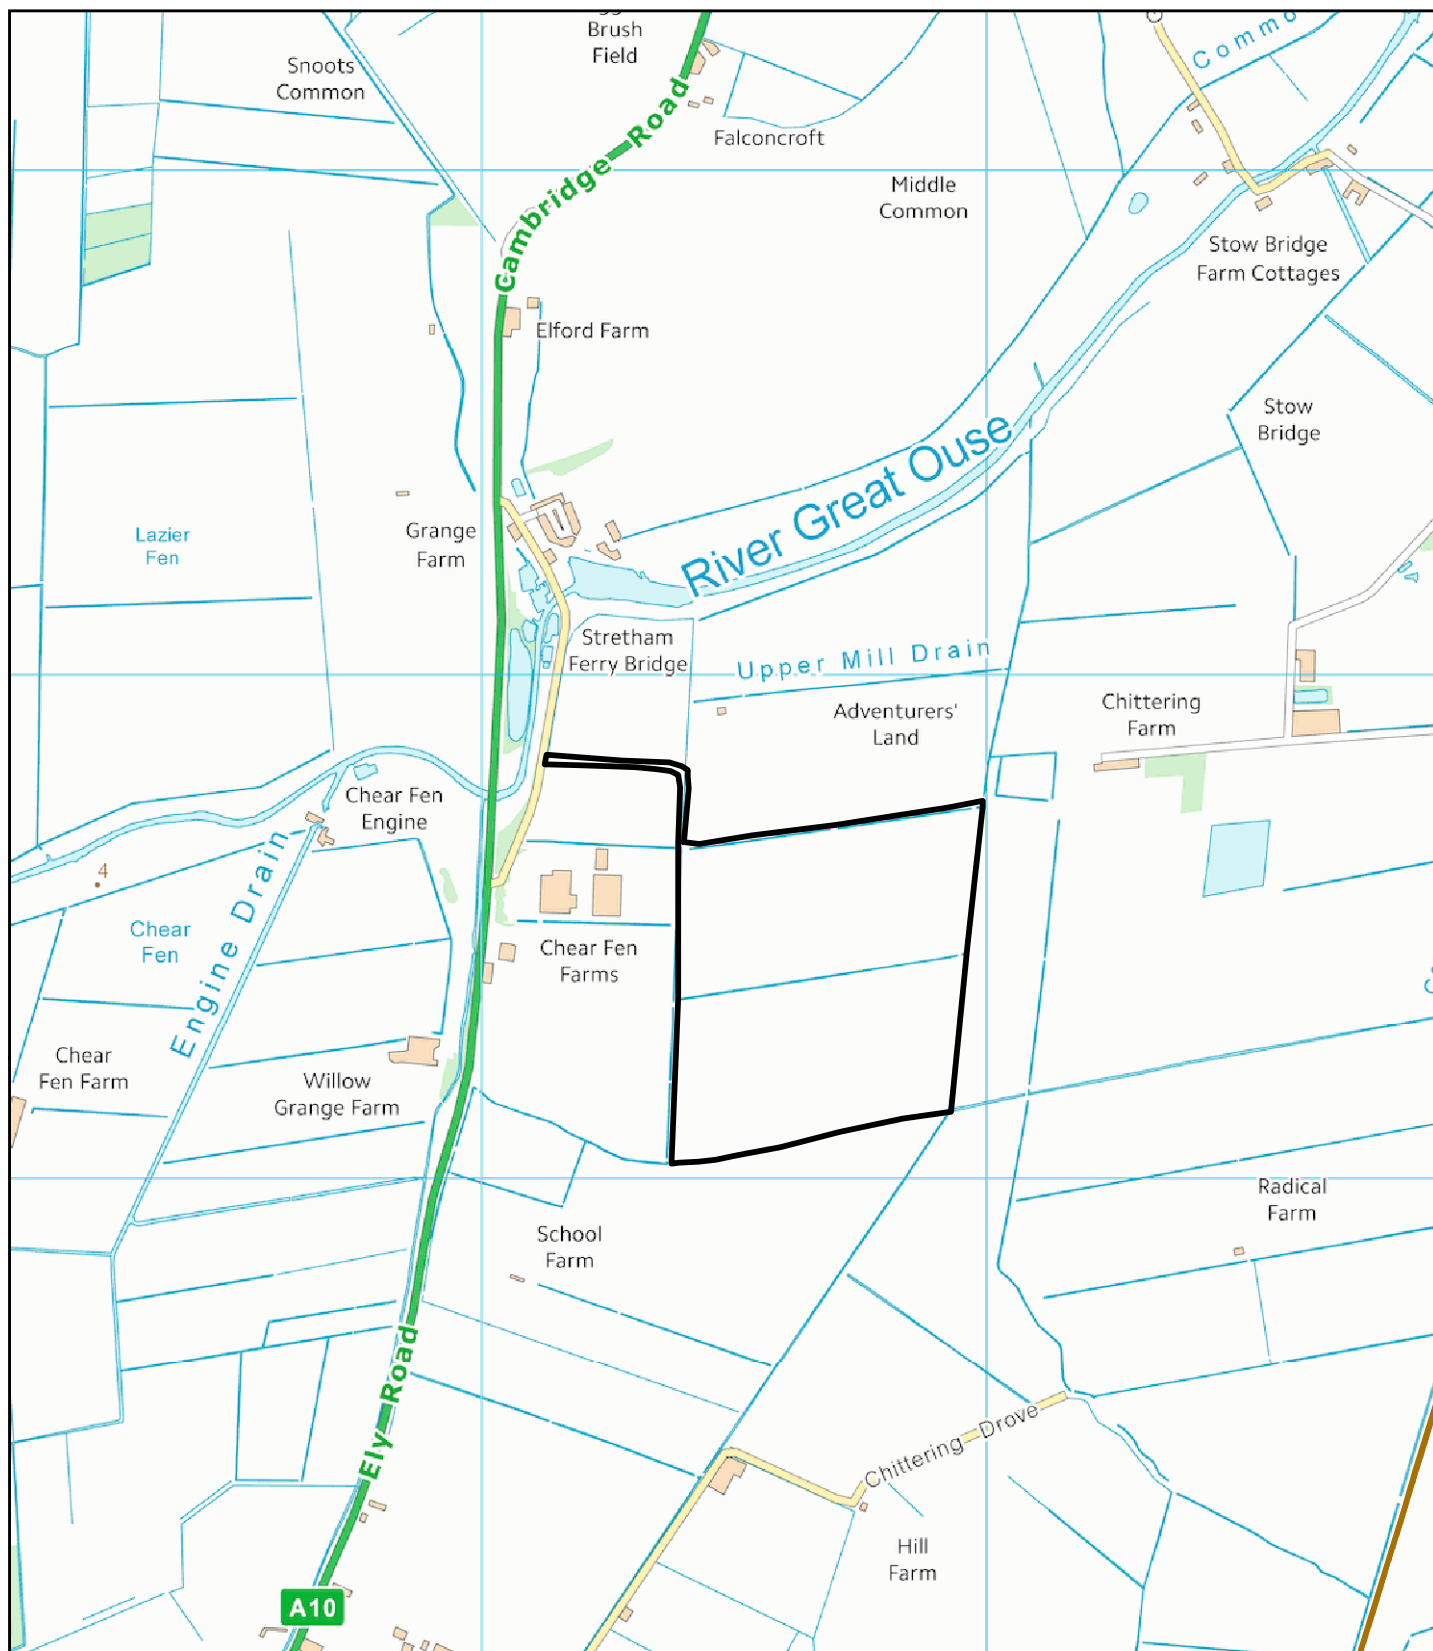 Brush
Field
Snoots
Common
Commo
Cambridge Road
Falconcroft
Middle
Common
Stow Bridge
Farm Cottages
Elford Farm
Stow
Bridge
River Great Ouse
Lazier
Fen
Grange
Farm
Stretham
Ferry Bridge
Upper Mill Drain
Adventurers'
Land
Chittering
Farm
Chear Fen
Engine
4
Engine Drain
Chear
Fen
Chear Fen
Farms
Chear
Fen Farm
Willow
Grange Farm
Radical
Farm
School
Farm
Ely Road
Chittering Drove
Hill
Farm
A10